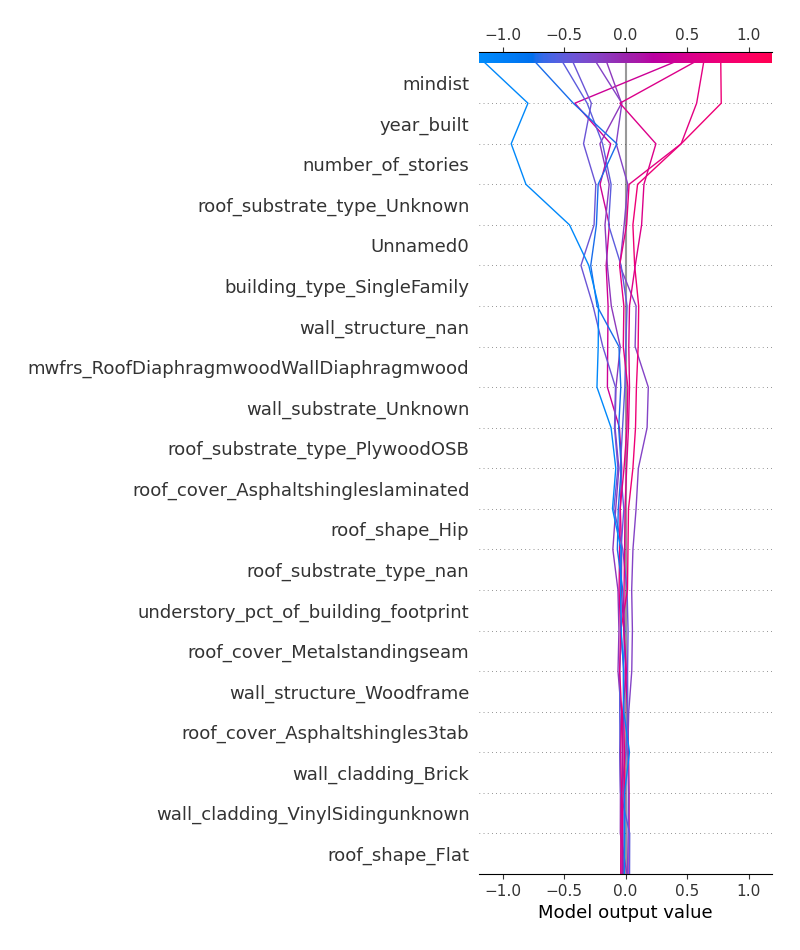 −1.0 −0.5 0.0 0.5 1.0
mindist
year_built
number_of_stories
roof_substrate_type_Unknown
Unnamed0
building_type_SingleFamily
wall_structure_nan
mwfrs_RoofDiaphragmwoodWallDiaphragmwood
wall_substrate_Unknown
roof_substrate_type_PlywoodOSB
roof_cover_Asphaltshingleslaminated
roof_shape_Hip
roof_substrate_type_nan
understory_pct_of_building_footprint
roof_cover_Metalstandingseam
wall_structure_Woodframe
roof_cover_Asphaltshingles3tab
wall_cladding_Brick
wall_cladding_VinylSidingunknown
roof_shape_Flat
−1.0 −0.5 0.0 0.5 1.0
Model output value